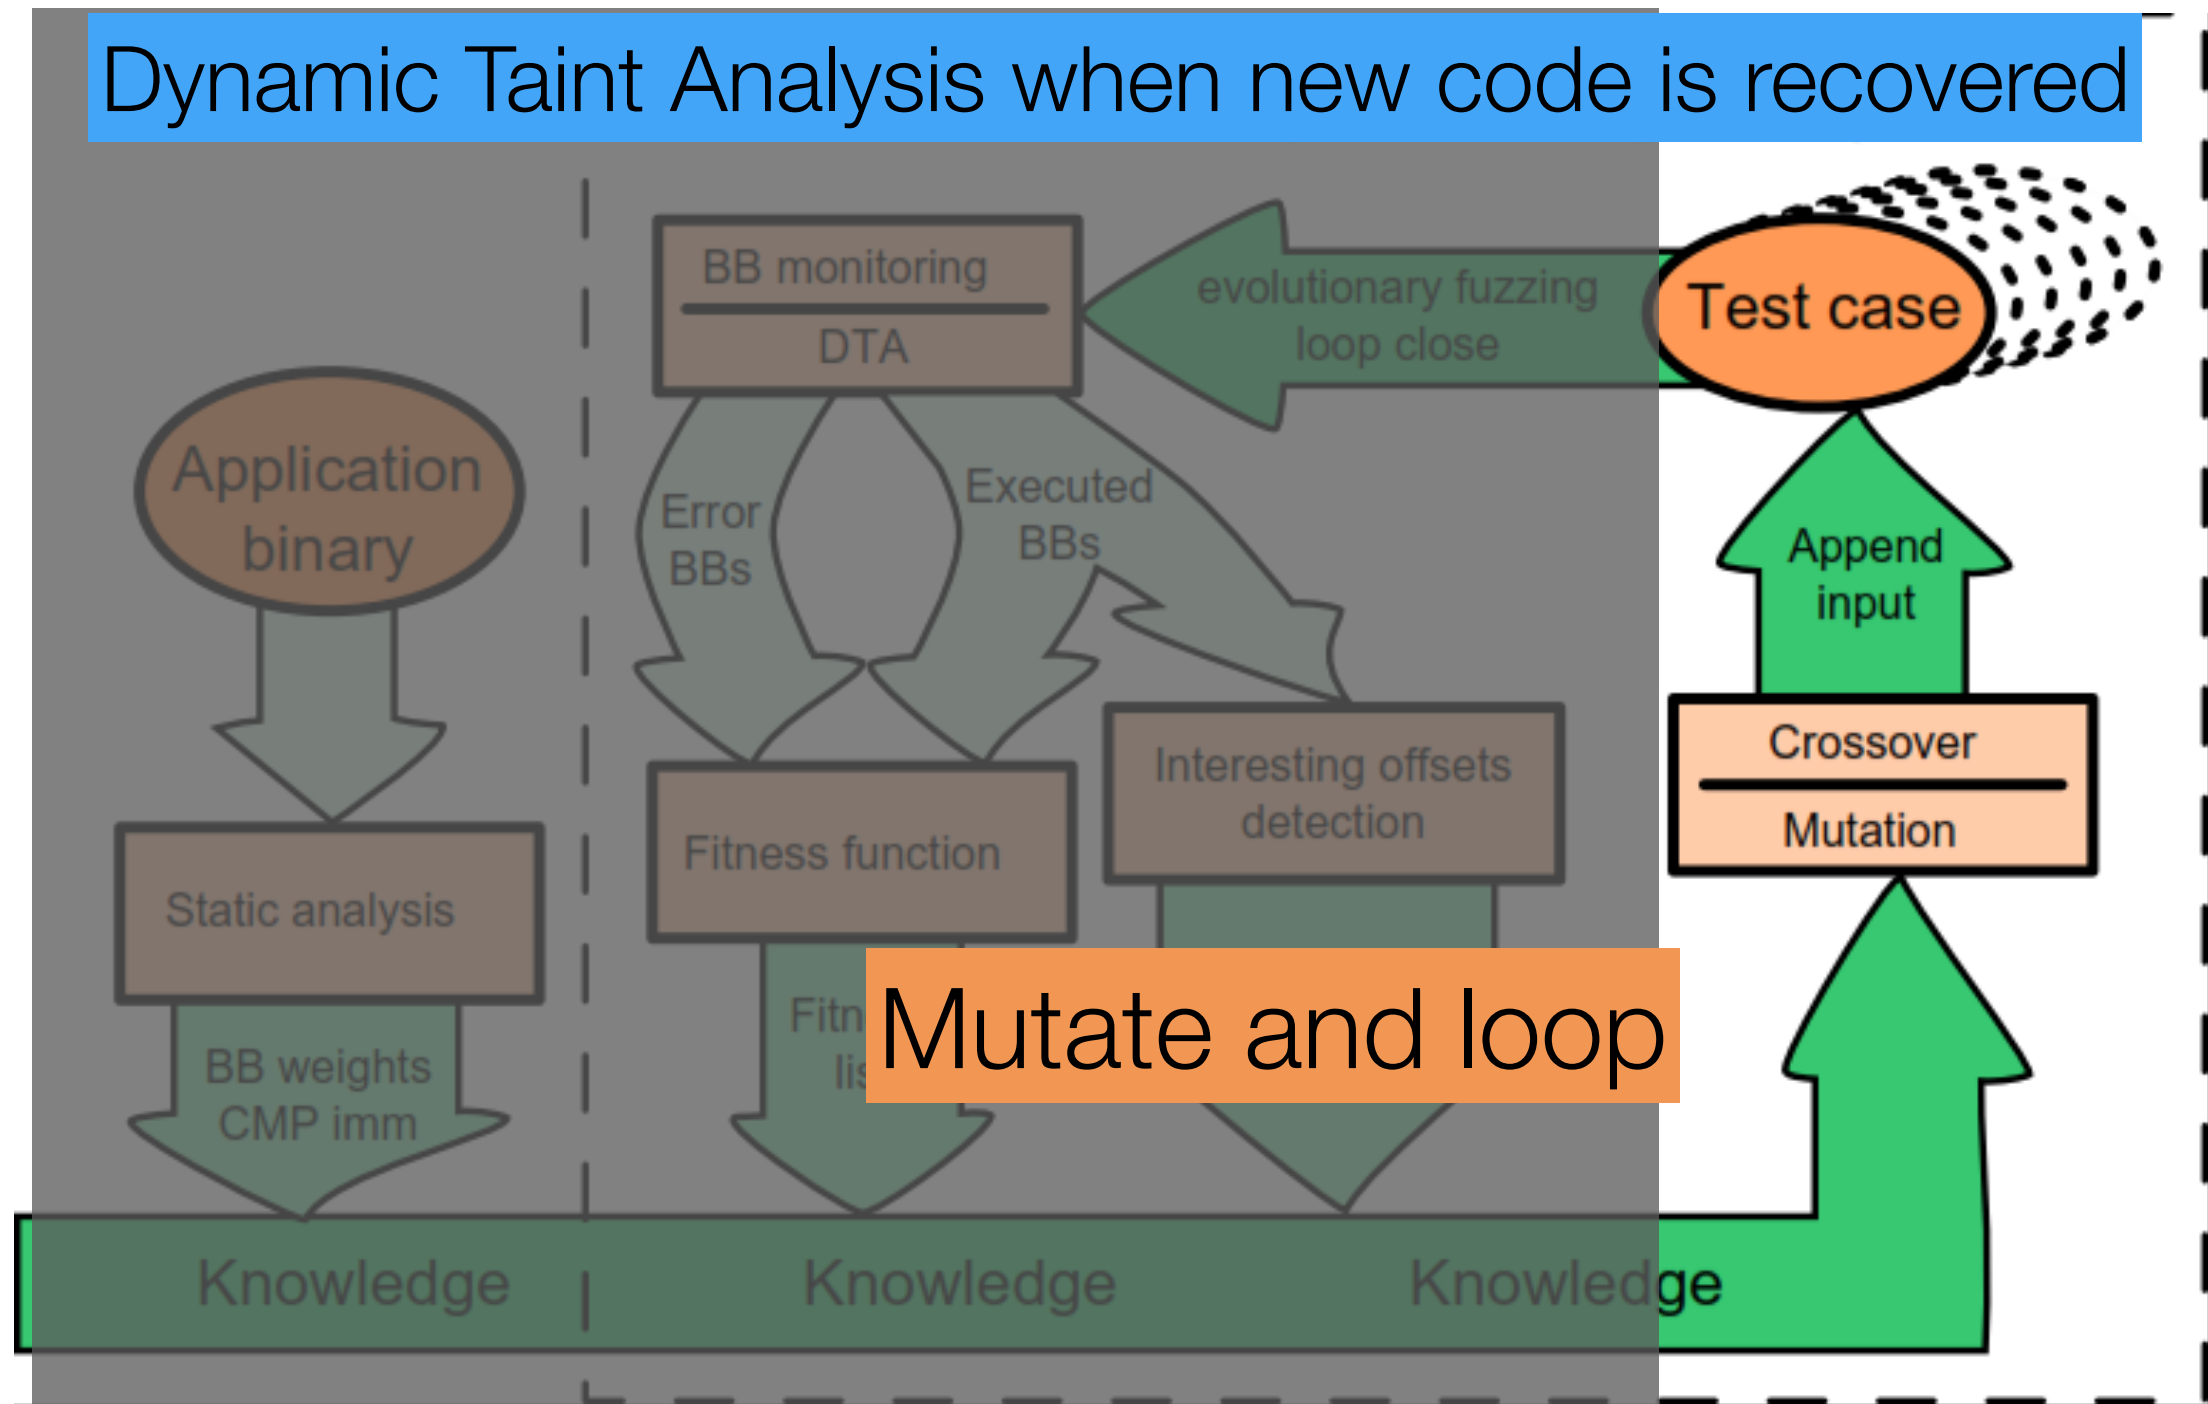 Dynamic Taint Analysis when new code is recovered
BB monitoring
DTA
evolutionary fuzzing
loop close
Test case
Application
binary
Error
BBs
Executed
BBs
Append
input
Interesting offsets
detection
Crossover
Mutation
Fitness function
Static analysis
Mutate and loop
BB weights
CMP imm
Knowledge
Knowledge
Knowledge